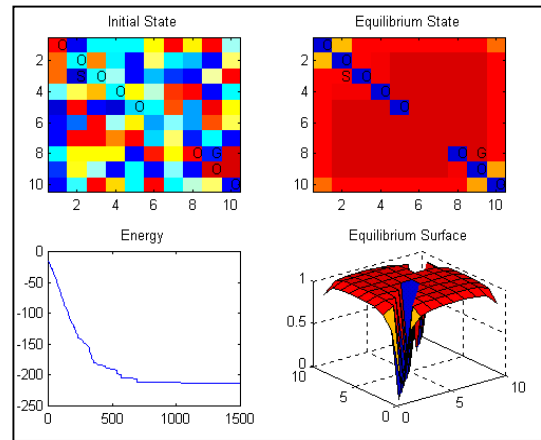 Initial State
Equilibrium State
O
O
S O
O
O
O G
O
O
2
4
6
8
10
2 4 6 8 10
O
O
S O
O
O
O G
O
O
2
4
6
8
10
2 4 6 8 10
Energy
Equilibrium Surface
0
-50
-100
-150
-200
-250
0 500 1000 1500
1
0.5
0
10
5
0 0
5
10